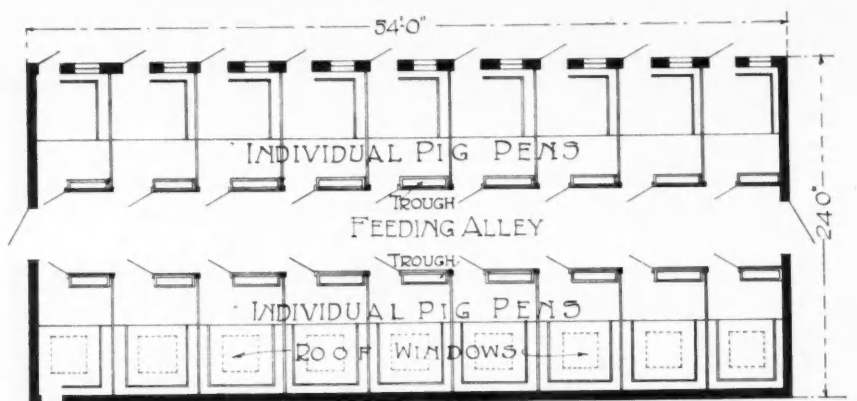 54'-0"
INDIVIDUAL PIG PENS
TROUGH
FEEDING ALLEY
24'0"
TROUGH
INDIVIDUAL PIG PENS
ROOF WINDOWS